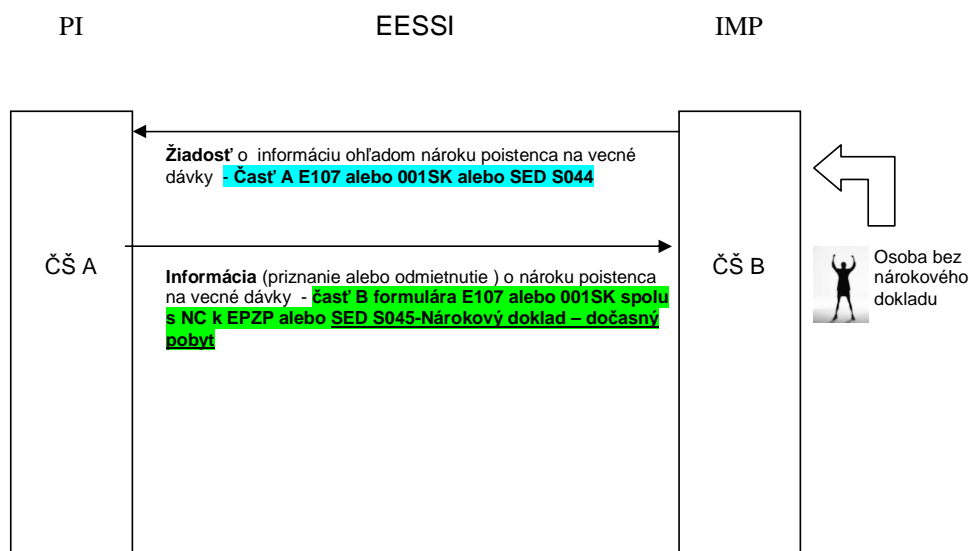 PI EESSI IMP
Žiadosť o informáciu ohľadom nároku poistenca na vecné
dávky - Časť A E107 alebo 001SK alebo SED S044
ČŠ A
ČŠ B
Informácia (priznanie alebo odmietnutie ) o nároku poistenca
na vecné dávky - časť B formulára E107 alebo 001SK spolu
s NC k EPZP alebo SED S045-Nárokový doklad – dočasný
pobyt
Osoba bez
nárokového
dokladu